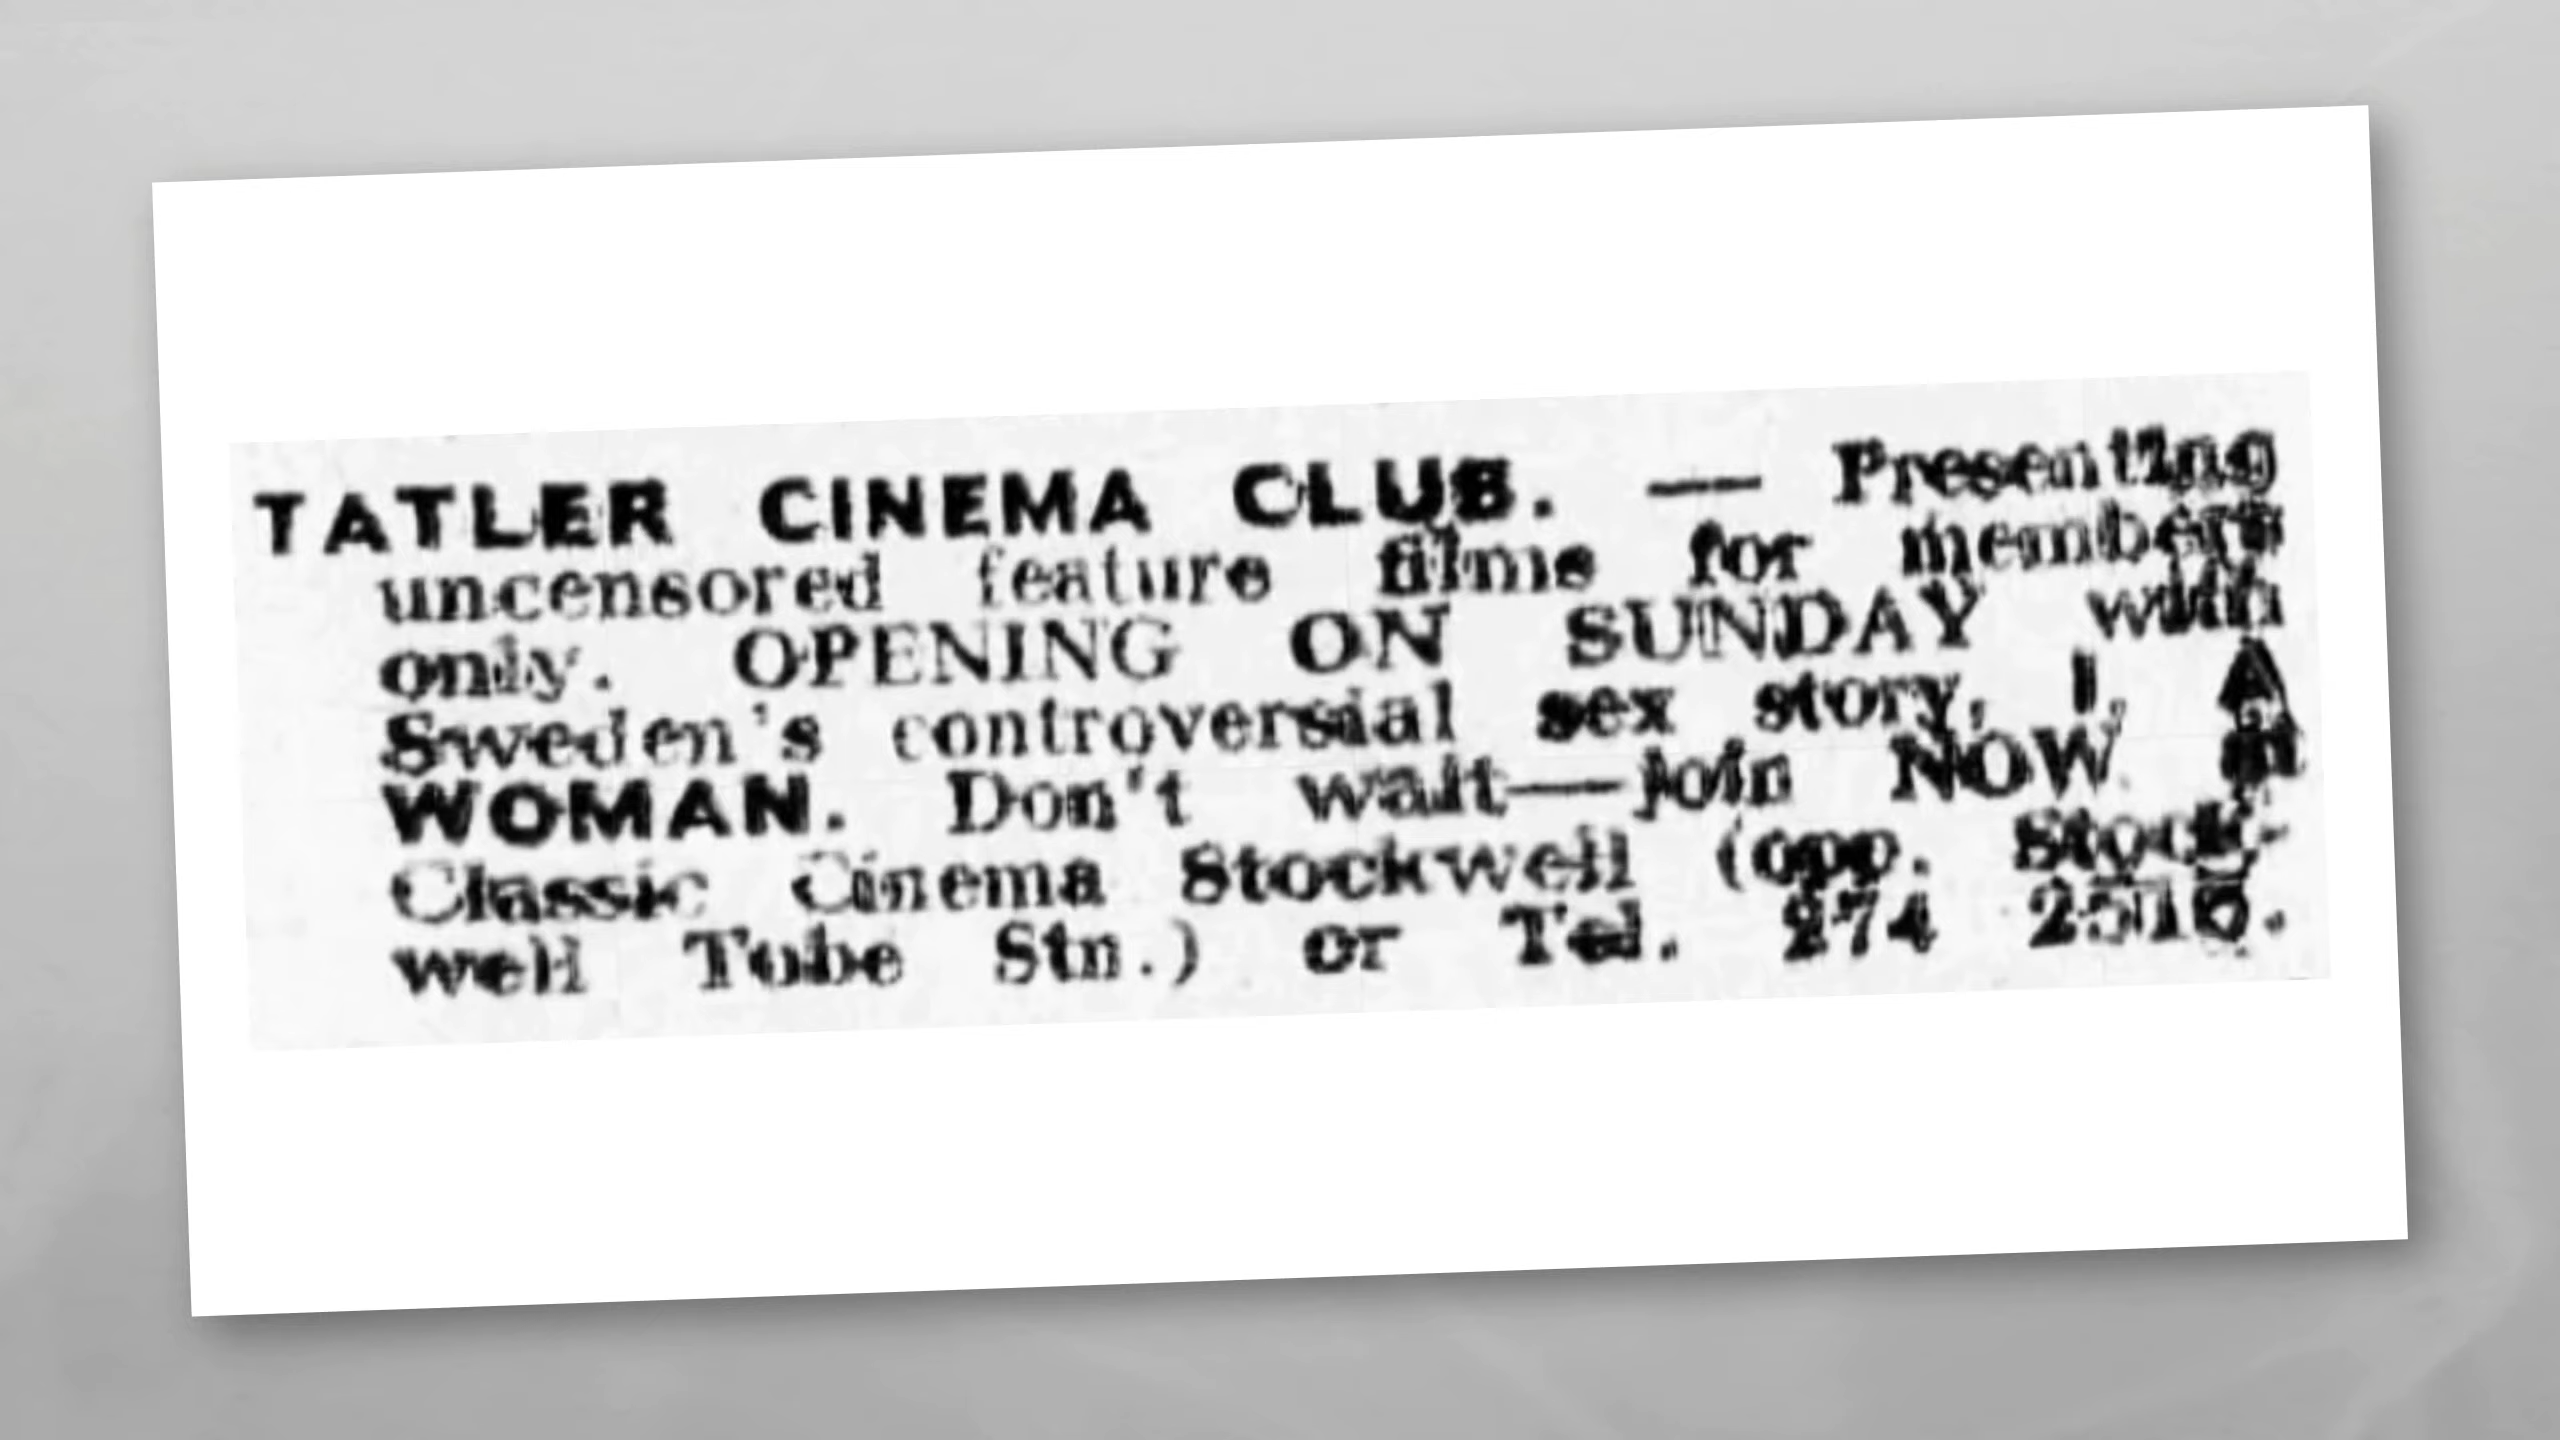 TATLER CINEMA CLUB. — Presenting
uncensored feature films for members
only. OPENING ON SUNDAY with
Sweden's controversial sex story, I, A
WOMAN. Don't wait—join NOW at
Classic Cinema Stockwell (opp. Stock-
well Tube Stn.) or Tel. 274 2515.